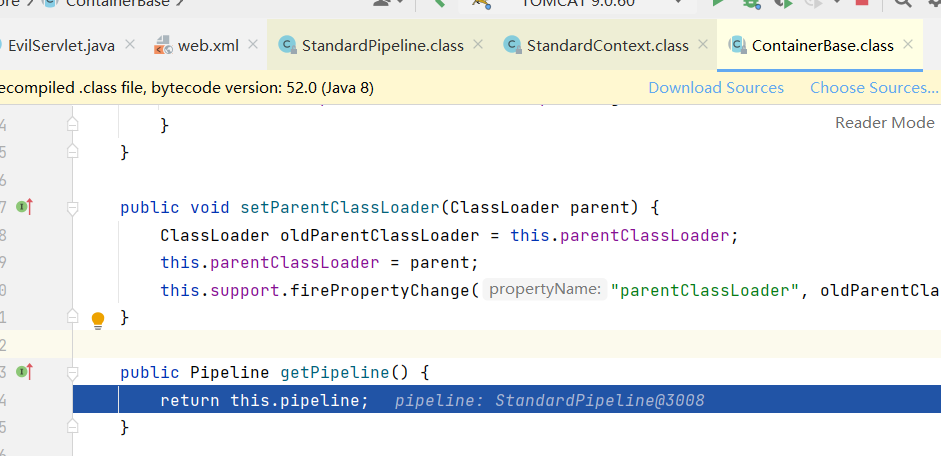 ContainerBase
TOMCAT 9.0.60
EvilServlet.java web.xml StandardPipeline.class StandardContext.class ContainerBase.class
ecompiled .class file, bytecode version: 52.0 (Java 8) Download Sources Choose Sources...
Reader Mode
4 }
5 }
6
7 public void setParentClassLoader(ClassLoader parent) {
8 ClassLoader oldParentClassLoader = this.parentClassLoader;
9 this.parentClassLoader = parent;
0 this.support.firePropertyChange( propertyName: "parentClassLoader", oldParentCla
1 }
2
3 public Pipeline getPipeline() {
4 return this.pipeline; pipeline: StandardPipeline@3008
5 }